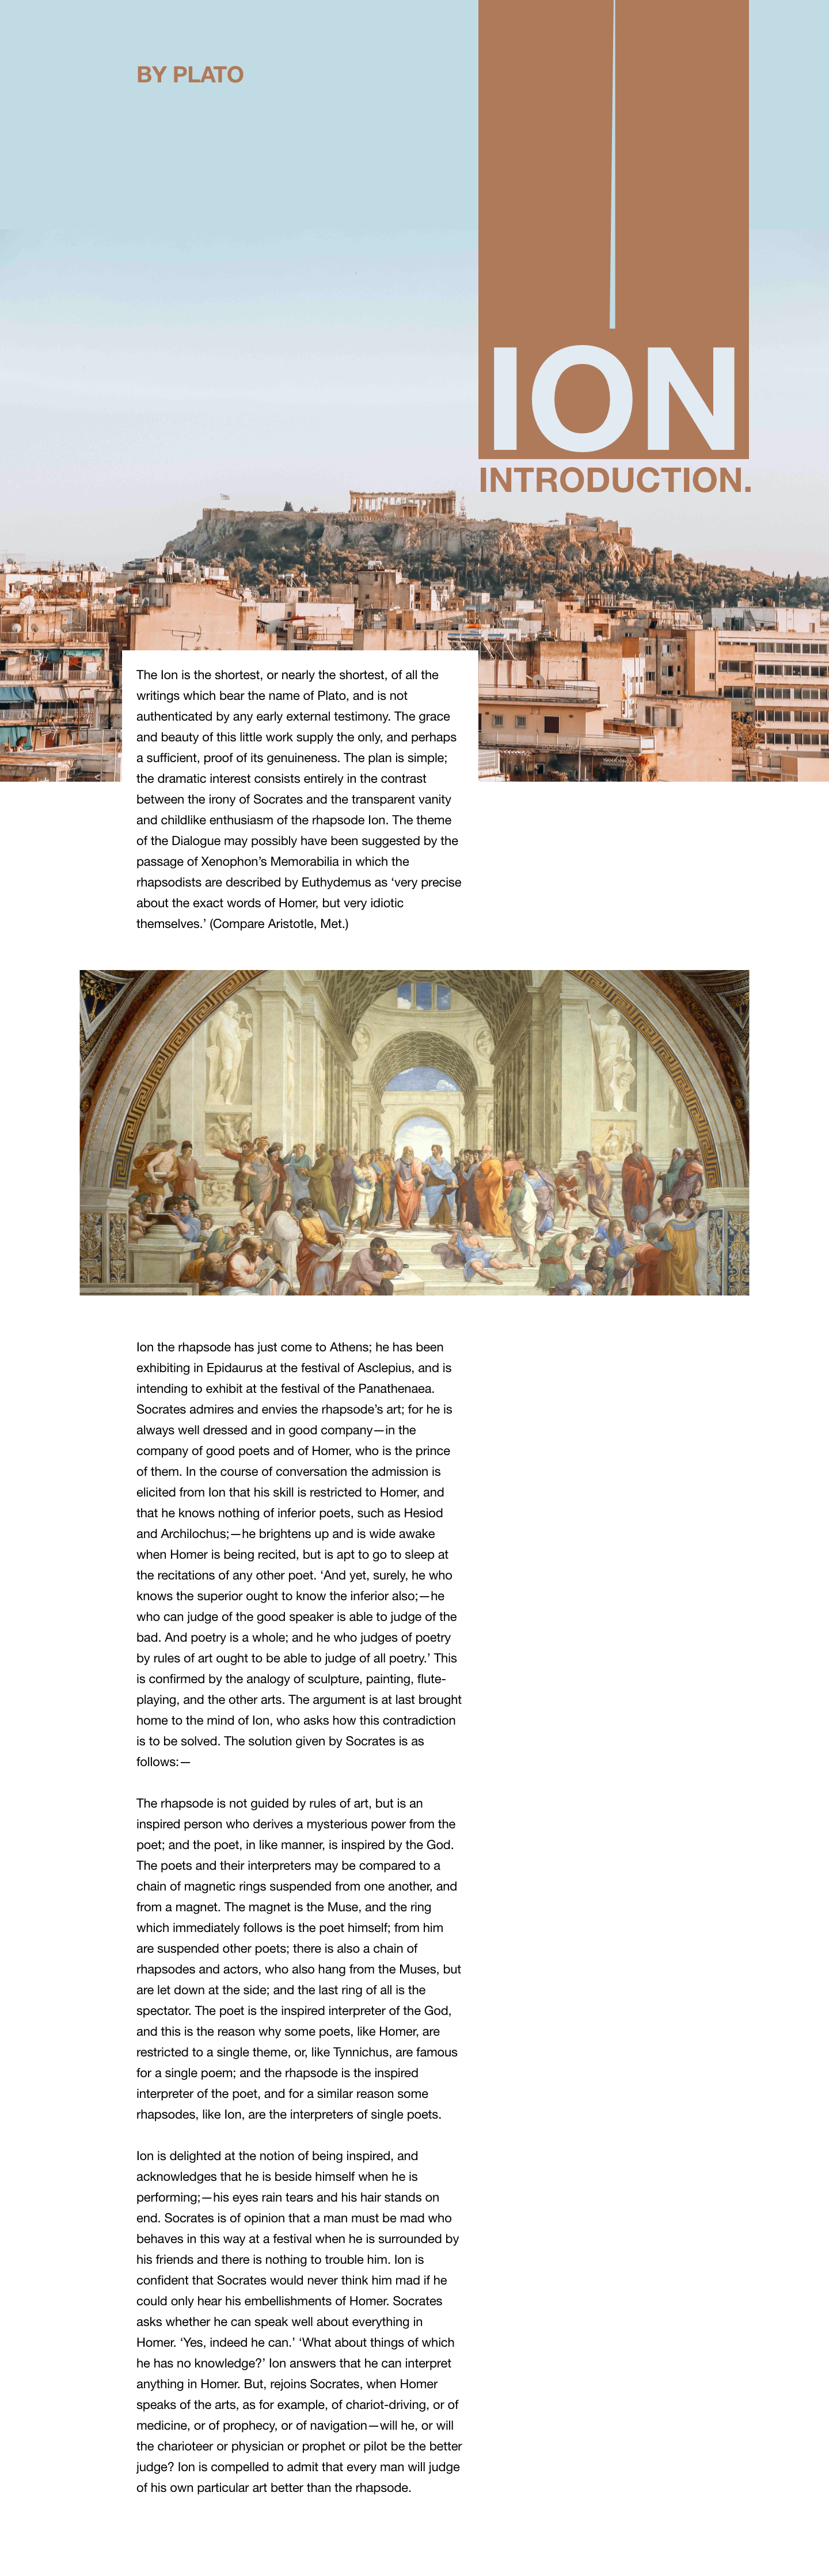 BY PLATO
ION
INTRODUCTION.
The Ion is the shortest, or nearly the shortest, of all the
writings which bear the name of Plato, and is not
authenticated by any early external testimony. The grace
and beauty of this little work supply the only, and perhaps
a sufficient, proof of its genuineness. The plan is simple;
the dramatic interest consists entirely in the contrast
between the irony of Socrates and the transparent vanity
and childlike enthusiasm of the rhapsode Ion. The theme
of the Dialogue may possibly have been suggested by the
passage of Xenophon’s Memorabilia in which the
rhapsodists are described by Euthydemus as ‘very precise
about the exact words of Homer, but very idiotic
themselves.’ (Compare Aristotle, Met.)
Ion the rhapsode has just come to Athens; he has been
exhibiting in Epidaurus at the festival of Asclepius, and is
intending to exhibit at the festival of the Panathenaea.
Socrates admires and envies the rhapsode’s art; for he is
always well dressed and in good company—in the
company of good poets and of Homer, who is the prince
of them. In the course of conversation the admission is
elicited from Ion that his skill is restricted to Homer, and
that he knows nothing of inferior poets, such as Hesiod
and Archilochus;—he brightens up and is wide awake
when Homer is being recited, but is apt to go to sleep at
the recitations of any other poet. ‘And yet, surely, he who
knows the superior ought to know the inferior also;—he
who can judge of the good speaker is able to judge of the
bad. And poetry is a whole; and he who judges of poetry
by rules of art ought to be able to judge of all poetry.’ This
is confirmed by the analogy of sculpture, painting, flute-
playing, and the other arts. The argument is at last brought
home to the mind of Ion, who asks how this contradiction
is to be solved. The solution given by Socrates is as
follows:—
The rhapsode is not guided by rules of art, but is an
inspired person who derives a mysterious power from the
poet; and the poet, in like manner, is inspired by the God.
The poets and their interpreters may be compared to a
chain of magnetic rings suspended from one another, and
from a magnet. The magnet is the Muse, and the ring
which immediately follows is the poet himself; from him
are suspended other poets; there is also a chain of
rhapsodes and actors, who also hang from the Muses, but
are let down at the side; and the last ring of all is the
spectator. The poet is the inspired interpreter of the God,
and this is the reason why some poets, like Homer, are
restricted to a single theme, or, like Tynnichus, are famous
for a single poem; and the rhapsode is the inspired
interpreter of the poet, and for a similar reason some
rhapsodes, like Ion, are the interpreters of single poets.
Ion is delighted at the notion of being inspired, and
acknowledges that he is beside himself when he is
performing;—his eyes rain tears and his hair stands on
end. Socrates is of opinion that a man must be mad who
behaves in this way at a festival when he is surrounded by
his friends and there is nothing to trouble him. Ion is
confident that Socrates would never think him mad if he
could only hear his embellishments of Homer. Socrates
asks whether he can speak well about everything in
Homer. ‘Yes, indeed he can.’ ‘What about things of which
he has no knowledge?’ Ion answers that he can interpret
anything in Homer. But, rejoins Socrates, when Homer
speaks of the arts, as for example, of chariot-driving, or of
medicine, or of prophecy, or of navigation—will he, or will
the charioteer or physician or prophet or pilot be the better
judge? Ion is compelled to admit that every man will judge
of his own particular art better than the rhapsode.